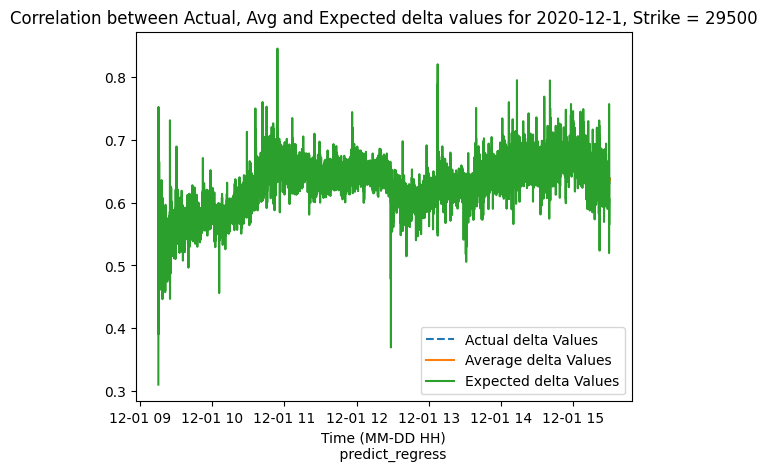 Correlation between Actual, Avg and Expected delta values for 2020-12-1, Strike = 29500
0.8
0.7
0.6
0.5
0.4
0.3
Actual delta Values
Average delta Values
Expected delta Values
12-01 09 12-01 10 12-01 11 12-01 12 12-01 13 12-01 14 12-01 15
Time (MM-DD HH)
predict_regress